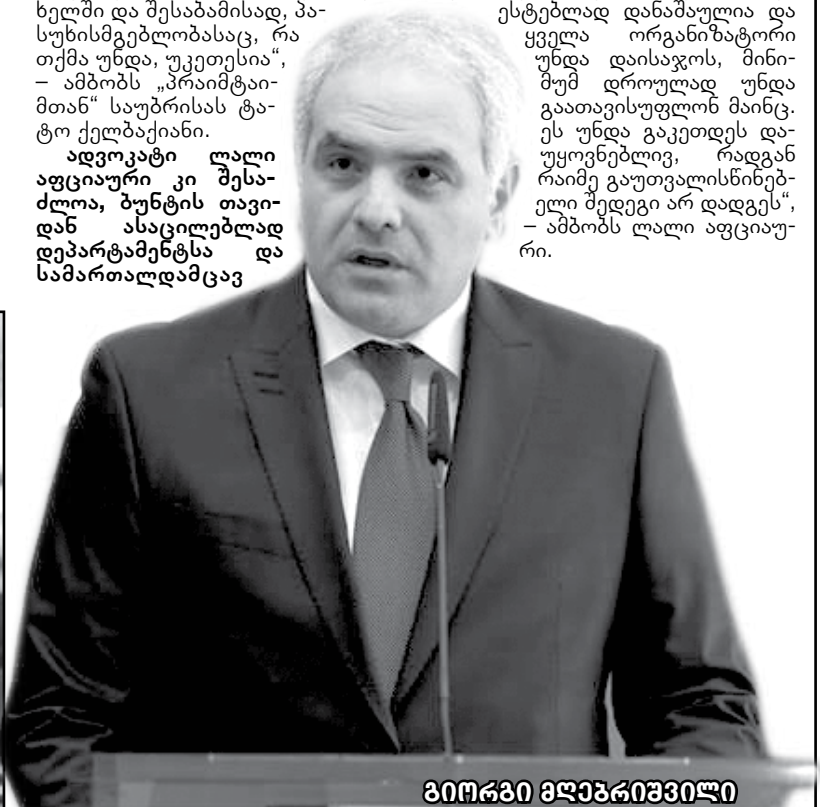 ხელში და შესაბამისად, პა-
სუხისმგებლობასაც, რა
თქმა უნდა, უკეთესია“,
– ამბობს „პრაიმტაი-
მთან“ საუბრისას ტა-
ტო ქელბაქიანი.
ადვოკატი ლალი
აფციაური კი შესა-
ძლოა, ბუნტის თავი-
დან ასაცილებლად
დეპარტამენტსა და
სამართალდამცავ
ესტებლად დანაშაულია და
ყველა ორგანიზატორი
უნდა დაისაჯოს, მინი-
მუმ დროულად უნდა
გაათავისუფლონ მაინც.
ეს უნდა გაკეთდეს და-
უყოვნებლივ, რადგან
რაიმე გაუთვალისწინებ-
ელი შედეგი არ დადგეს“,
– ამბობს ლალი აფციაუ-
რი.
გიორგი მღებრიშვილი